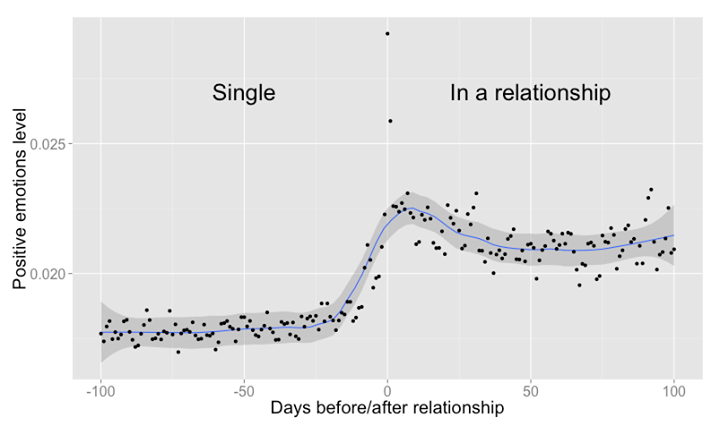 Single
In a relationship
Positive emotions level
0.025
0.020
-100
-50
0
50
100
Days before/after relationship